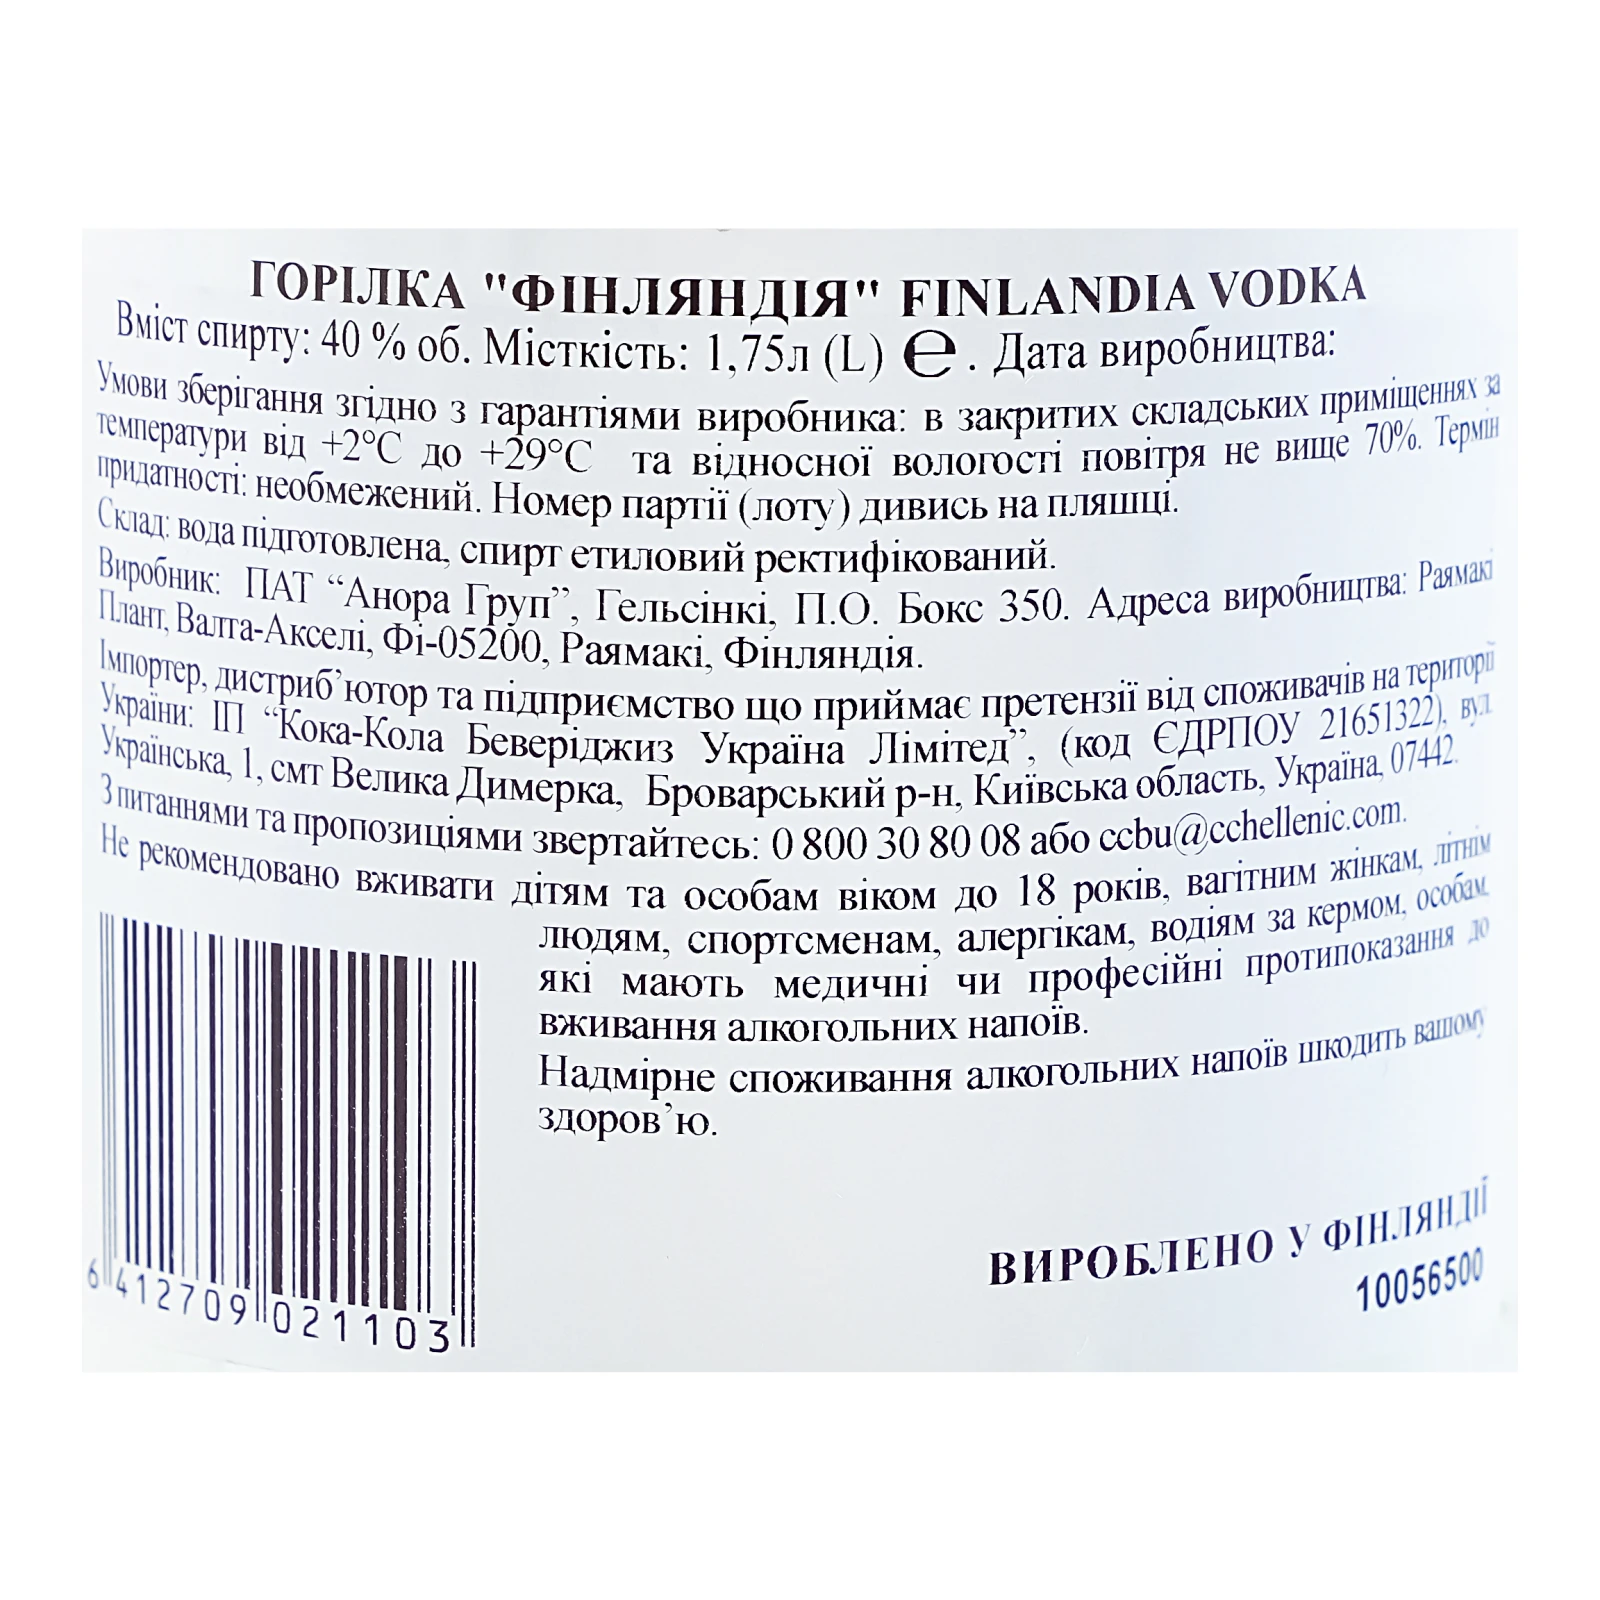 ГОРІЛКА "ФІНЛЯНДІЯ" FINLANDIA VODKA
Вміст спирту: 40 % об. Місткість: 1,75л (L) ℮ . Дата виробництва:
Умови зберігання згідно з гарантіями виробника: в закритих складських приміщеннях за
температури від +2°C до +29°C та відносної вологості повітря не вище 70%. Термін
придатності: необмежений. Номер партії (лоту) дивись на пляшці.
Склад: вода підготовлена, спирт етиловий ректифікований.
Виробник: ПАТ “Анора Груп”, Гельсінкі, П.О. Бокс 350. Адреса виробництва: Раямакі
Плант, Валта-Акселі, Фі-05200, Раямакі, Фінляндія.
Імпортер, дистриб’ютор та підприємство що приймає претензії від споживачів на території
України: ІП “Кока-Кола Беверіджиз Україна Лімітед”, (код ЄДРПОУ 21651322), вул.
Українська, 1, смт Велика Димерка, Броварський р-н, Київська область, Україна, 07442.
З питаннями та пропозиціями звертайтесь: 0 800 30 80 08 або ccbu@cchellenic.com.
Не рекомендовано вживати дітям та особам віком до 18 років, вагітним жінкам, літнім
людям, спортсменам, алергікам, водіям за кермом, особам,
які мають медичні чи професійні протипоказання до
вживання алкогольних напоїв.
Надмірне споживання алкогольних напоїв шкодить вашому
здоров’ю.
ВИРОБЛЕНО У ФІНЛЯНДІЇ
10056500
6 412709 021103